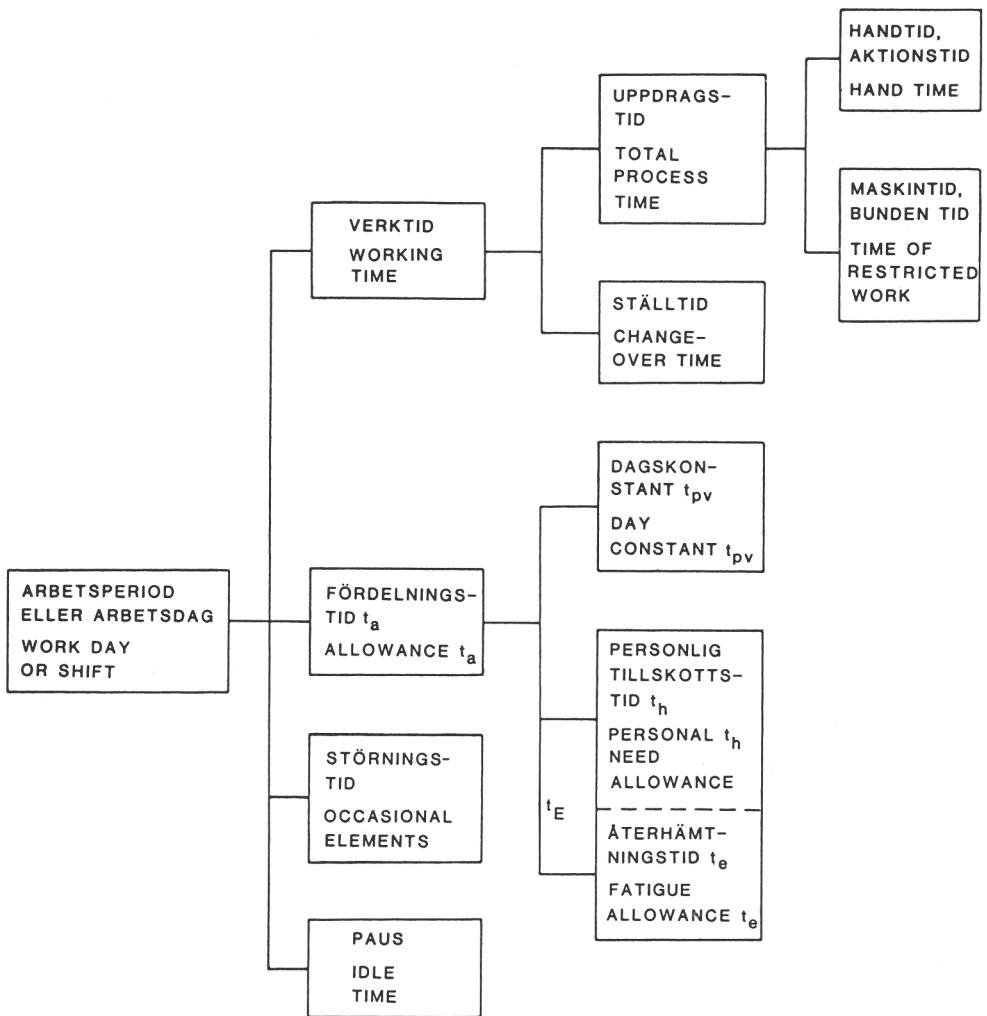 ARBETSPERIOD
ELLER ARBETSDAG
WORK DAY
OR SHIFT
VERKTID
WORKING
TIME
UPPDRAGS-
TID
TOTAL
PROCESS
TIME
HANDTID,
AKTIONSTID
HAND TIME
MASKINTID,
BUNDEN TID
TIME OF
RESTRICTED
WORK
STÄLLTID
CHANGE-
OVER TIME
FÖRDELNINGS-
TID ta
ALLOWANCE ta
DAGSKON-
STANT tpv
DAY
CONSTANT tpv
tE
PERSONLIG
TILLSKOTTS-
TID th
PERSONAL th
NEED
ALLOWANCE
ÅTERHÄMT-
NINGSTID te
FATIGUE
ALLOWANCE te
STÖRNINGS-
TID
OCCASIONAL
ELEMENTS
PAUS
IDLE
TIME